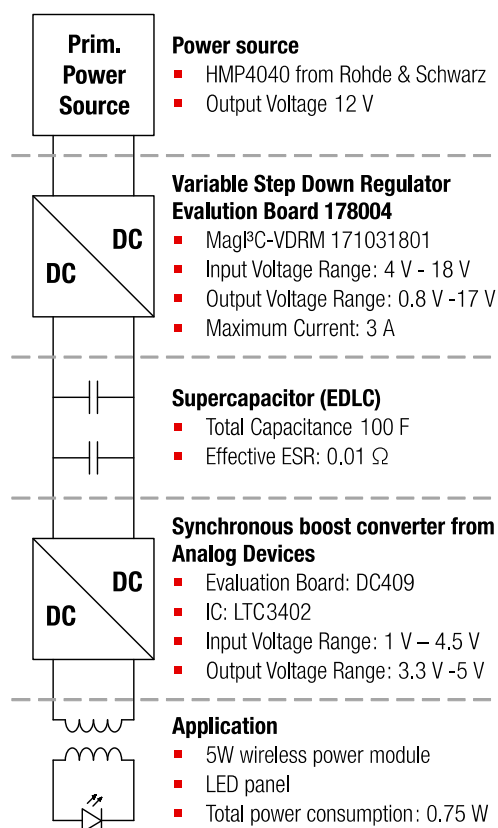 Prim.
Power
Source
Power source
HMP4040 from Rohde & Schwarz
Output Voltage 12 V
DC
DC
Variable Step Down Regulator
Evalution Board 178004
MagI³C-VDRM 171031801
Input Voltage Range: 4 V - 18 V
Output Voltage Range: 0.8 V -17 V
Maximum Current: 3 A
Supercapacitor (EDLC)
Total Capacitance 100 F
Effective ESR: 0.01 Ω
DC
DC
Synchronous boost converter from
Analog Devices
Evaluation Board: DC409
IC: LTC3402
Input Voltage Range: 1 V – 4.5 V
Output Voltage Range: 3.3 V -5 V
Application
5W wireless power module
LED panel
Total power consumption: 0.75 W